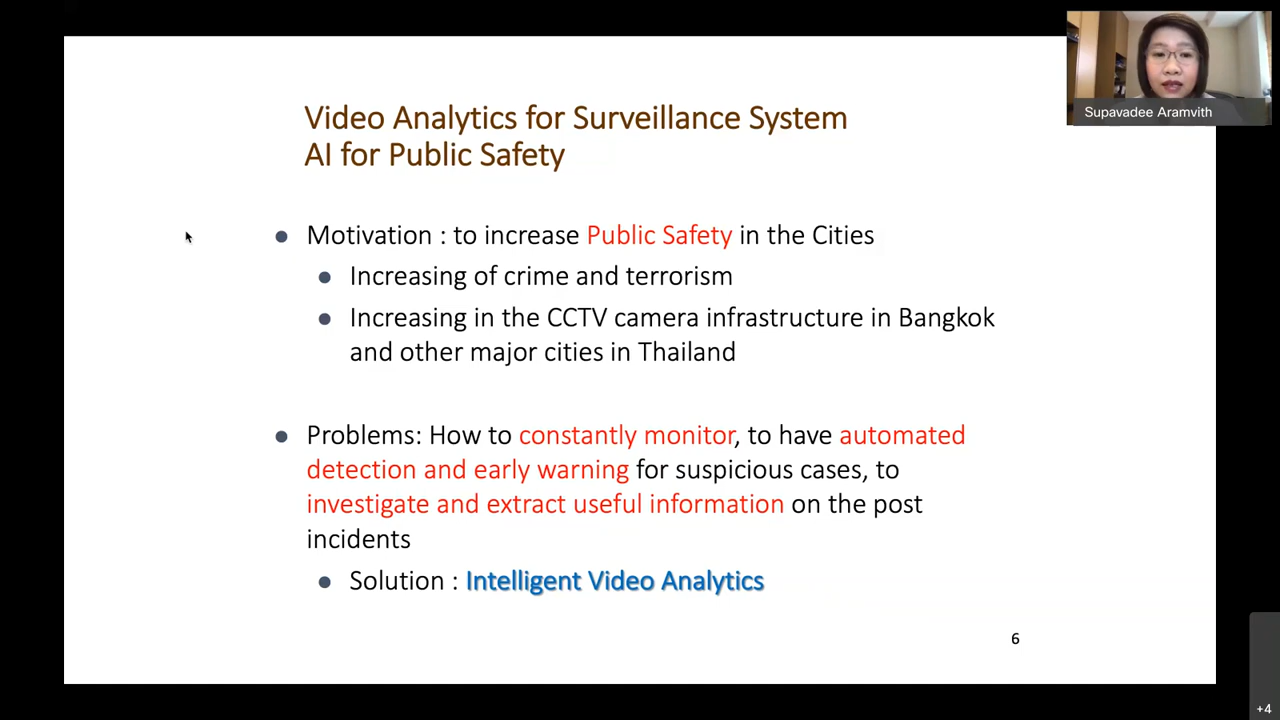 Supavadee Aramvith
Video Analytics for Surveillance System
AI for Public Safety
Motivation : to increase Public Safety in the Cities
Increasing of crime and terrorism
Increasing in the CCTV camera infrastructure in Bangkok
and other major cities in Thailand
Problems: How to constantly monitor, to have automated
detection and early warning for suspicious cases, to
investigate and extract useful information on the post
incidents
Solution : Intelligent Video Analytics
6
+4